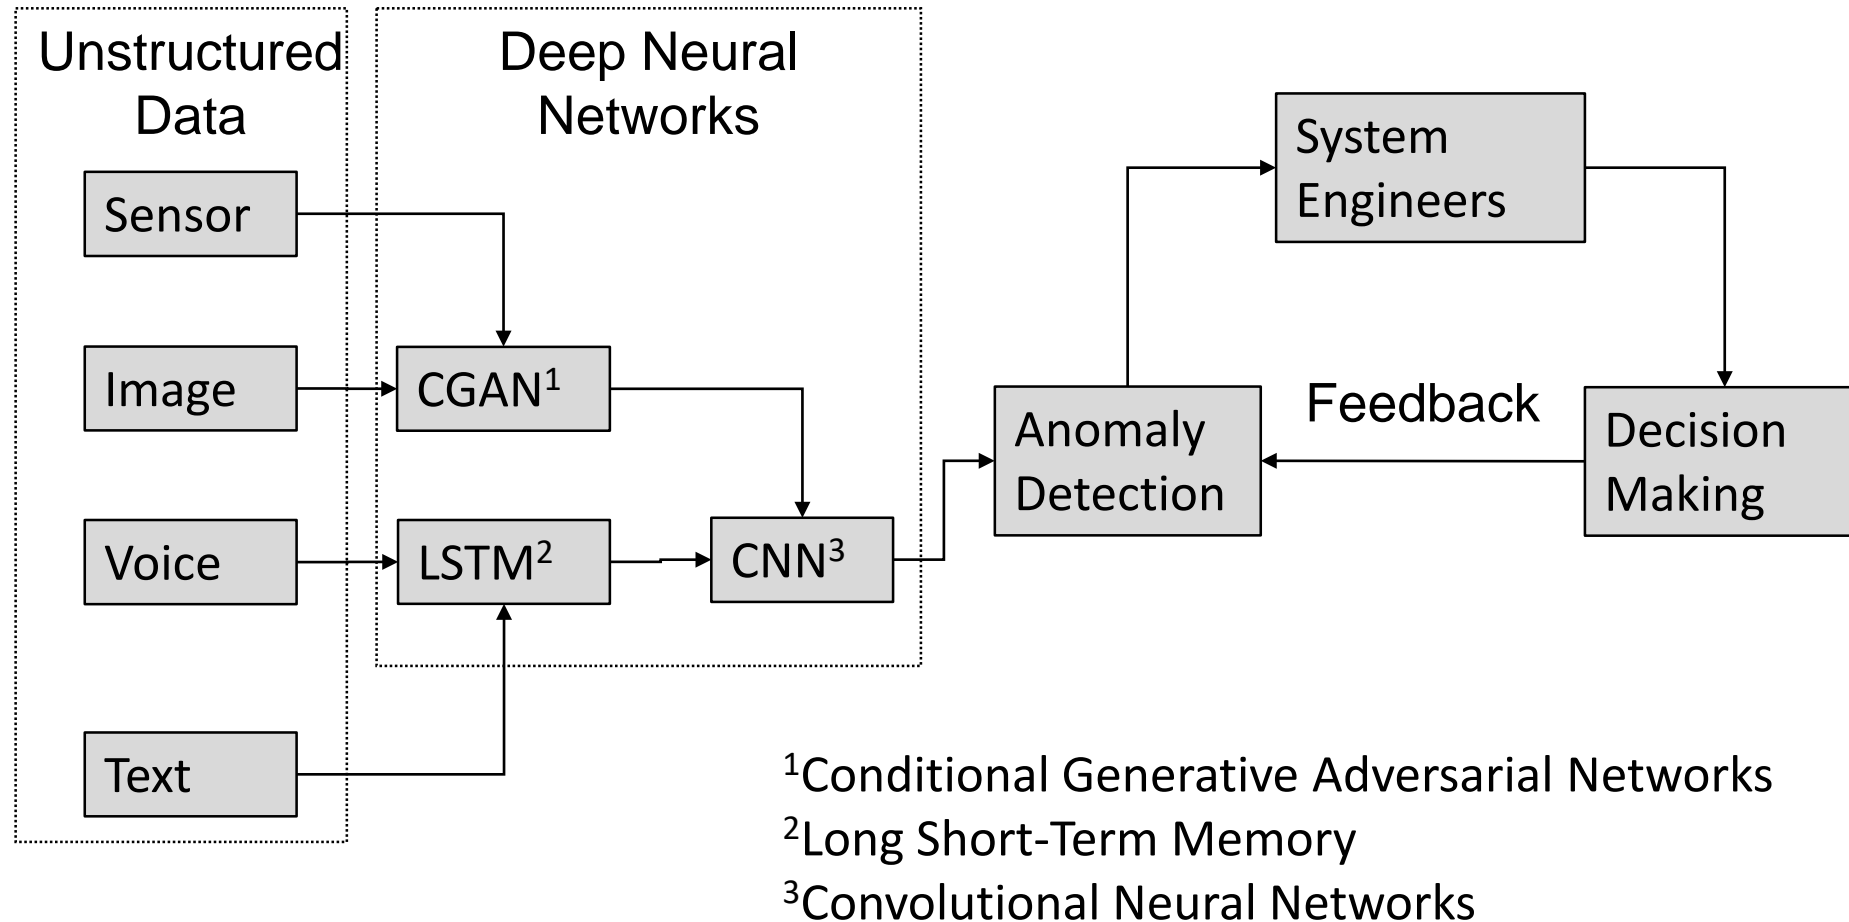 Unstructured
Data
Deep Neural
Networks
Sensor
Image
Voice
Text
CGAN¹
LSTM²
CNN³
Anomaly
Detection
System
Engineers
Feedback
Decision
Making
¹Conditional Generative Adversarial Networks
²Long Short-Term Memory
³Convolutional Neural Networks